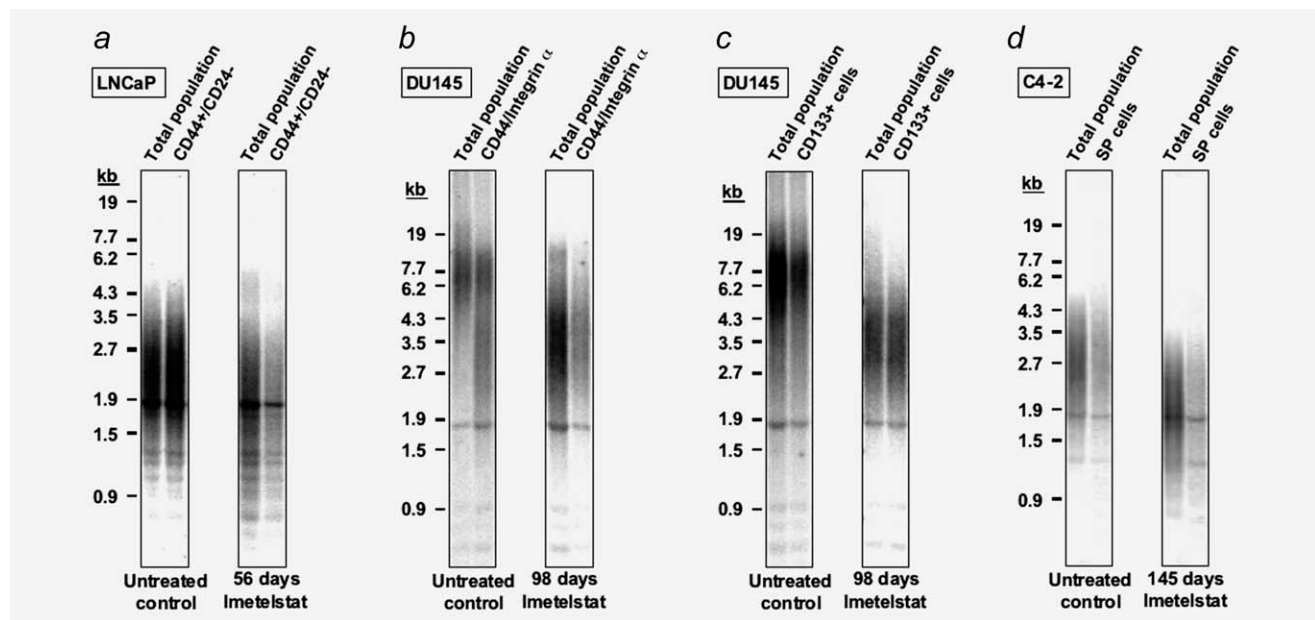 a
LNCaP
Total population
CD44+/CD24-
Total population
CD44+/CD24-
kb
19
7.7
6.2
4.3
3.5
2.7
1.9
1.5
0.9
Untreated
control
56 days
Imetelstat
b
DU145
Total population
CD44/Integrin α
Total population
CD44/Integrin α
kb
19
7.7
6.2
4.3
3.5
2.7
1.9
1.5
0.9
Untreated
control
98 days
Imetelstat
c
DU145
Total population
CD133+ cells
Total population
CD133+ cells
kb
19
7.7
6.2
4.3
3.5
2.7
1.9
1.5
0.9
Untreated
control
98 days
Imetelstat
d
C4-2
Total population
SP cells
Total population
SP cells
kb
19
7.7
6.2
4.3
3.5
2.7
1.9
1.5
0.9
Untreated
control
145 days
Imetelstat